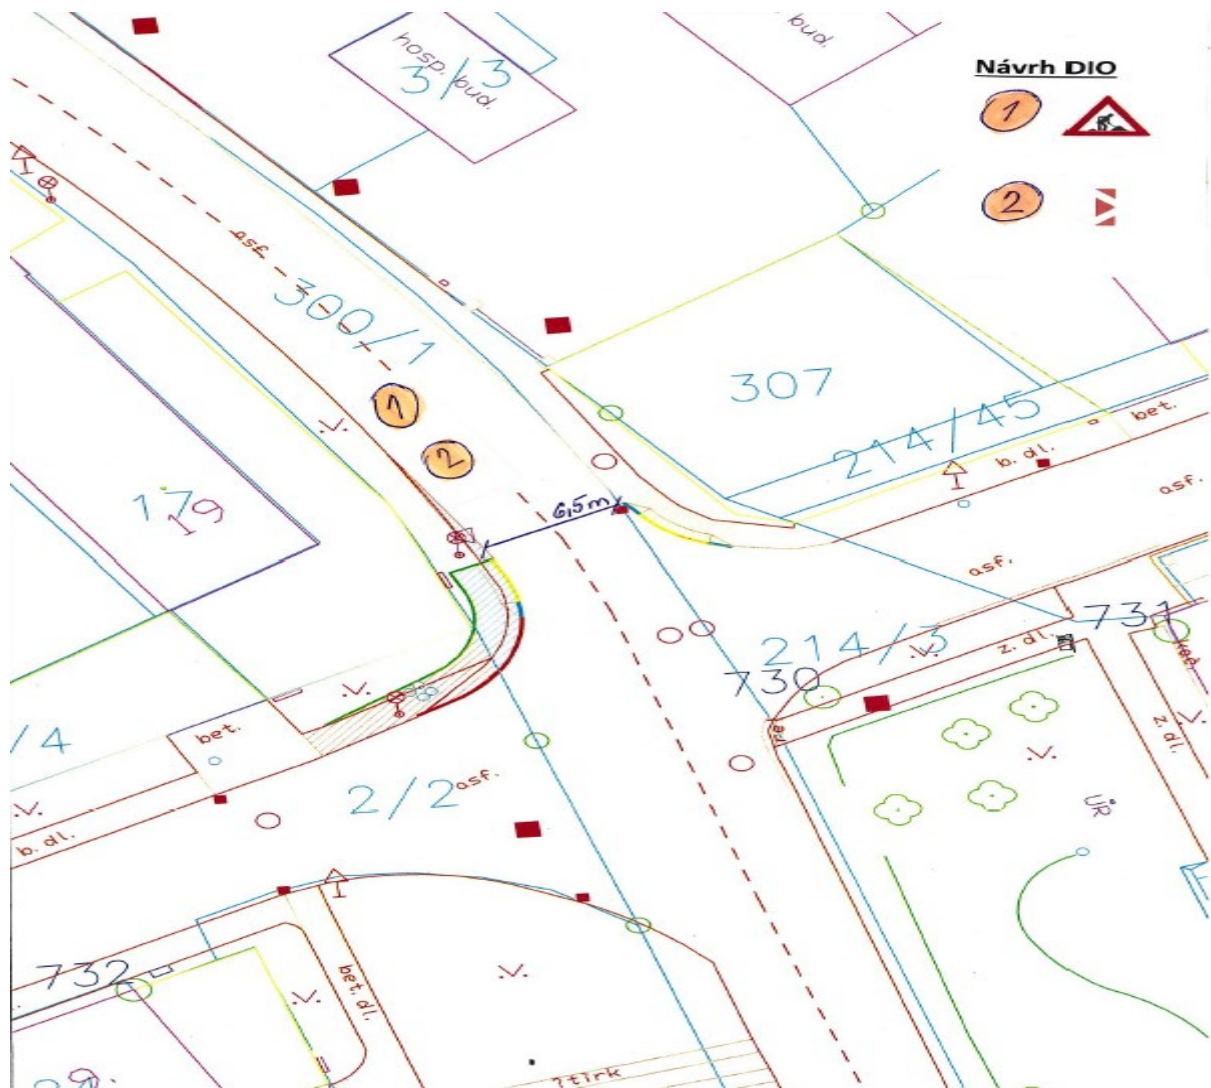 hosp. bud.
3/3
bud.
Návrh DIO
1
2
asf.
300/1
307
214/45
bet.
b. dl.
asf.
1
2
17
19
6,5m
asf.
731
214/3
z. dl.
730
z. dl.
/4
bet.
2/2
asf.
b. dl.
ÚŘ
732
bet. dl.